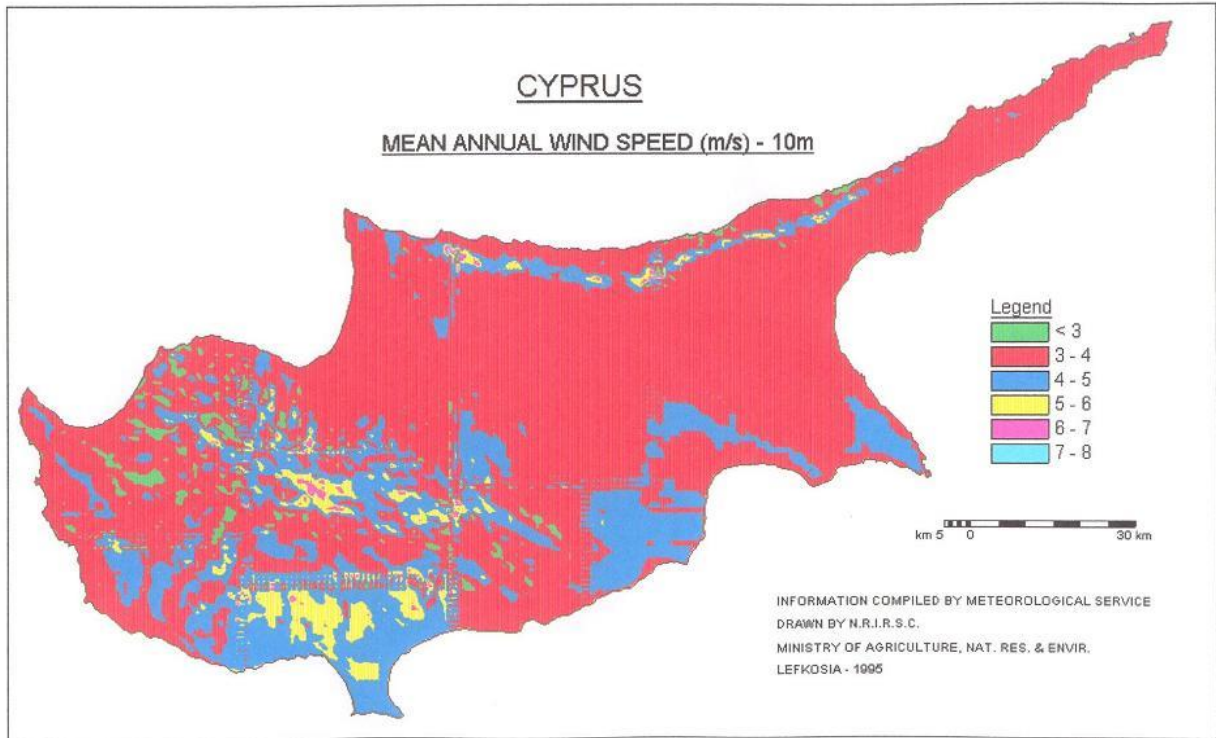 CYPRUS
MEAN ANNUAL WIND SPEED (m/s) - 10m
Legend
< 3
3 - 4
4 - 5
5 - 6
6 - 7
7 - 8
km 5 0 30 km
INFORMATION COMPILED BY METEOROLOGICAL SERVICE
DRAWN BY N.R.I.R.S.C.
MINISTRY OF AGRICULTURE, NAT. RES. & ENVIR.
LEFKOSIA - 1995